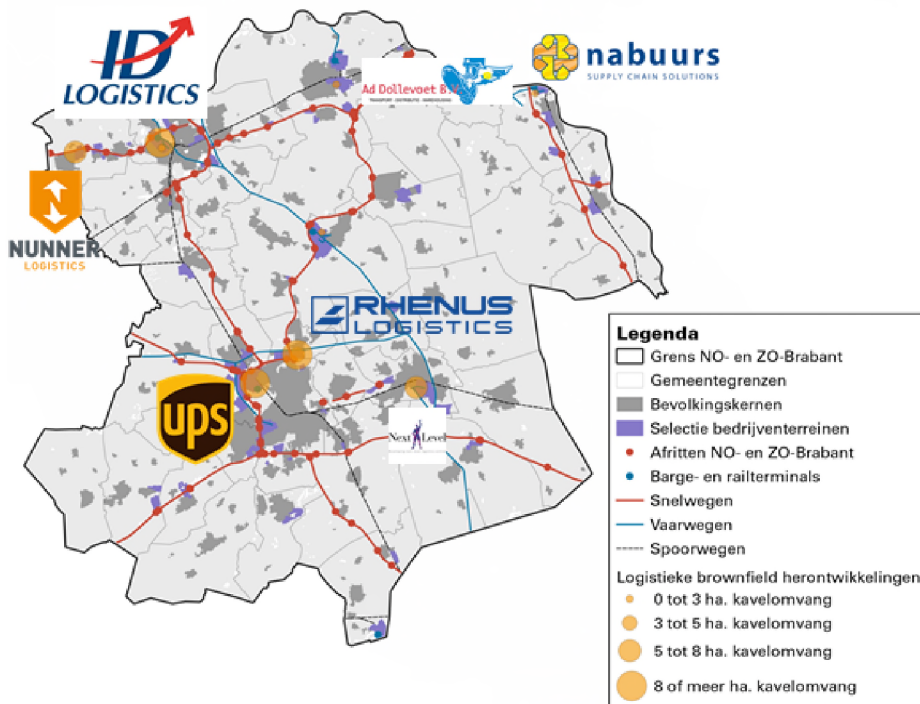 ID
LOGISTICS
Ad Dollevoet B.V
TRANSPORT - DISTRIBUTIE - WAREHOUSING
nabuurs
SUPPLY CHAIN SOLUTIONS
N
NUNNER
LOGISTICS
RHENUS
LOGISTICS
ups
Next Level
Legenda
Grens NO- en ZO-Brabant
Gemeentegrenzen
Bevolkingskernen
Selectie bedrijventerreinen
Afritten NO- en ZO-Brabant
Barge- en railterminals
Snelwegen
Vaarwegen
Spoorwegen
Logistieke brownfield herontwikkelingen
0 tot 3 ha. kavelomvang
3 tot 5 ha. kavelomvang
5 tot 8 ha. kavelomvang
8 of meer ha. kavelomvang